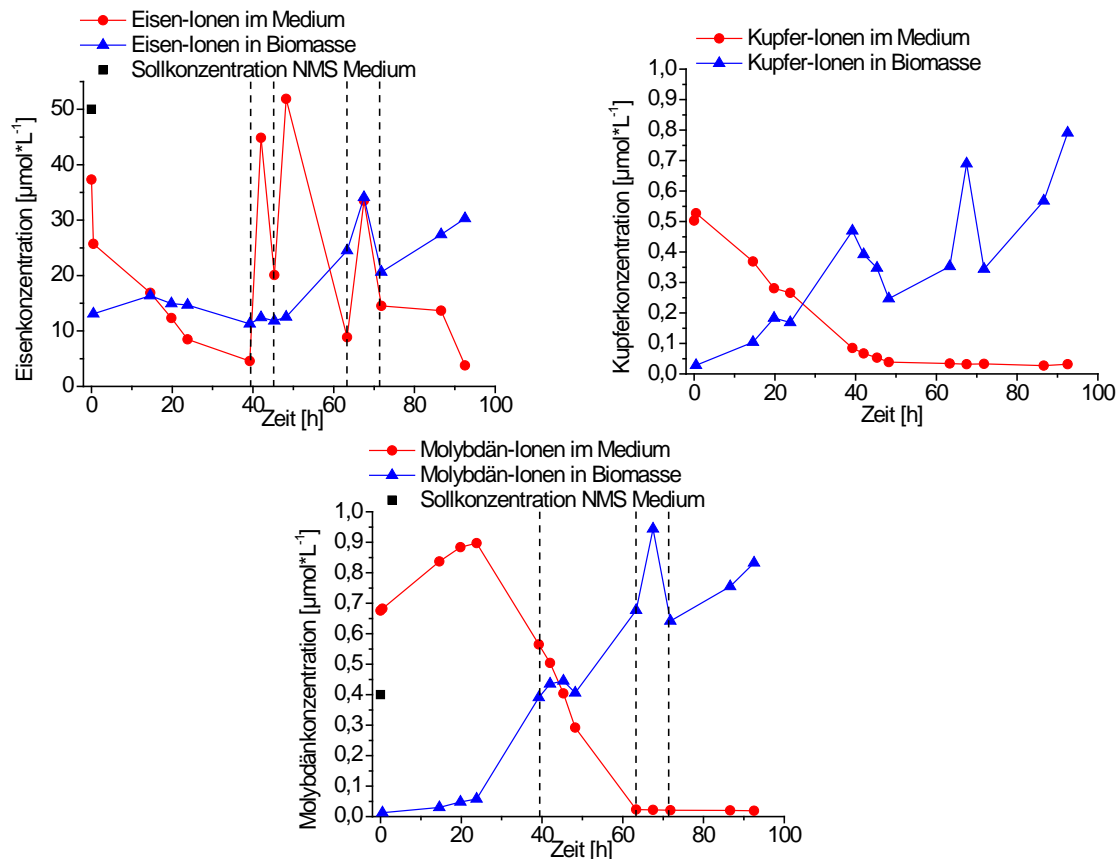 Eisen-Ionen im Medium
Eisen-Ionen in Biomasse
Sollkonzentration NMS Medium
50
40
30
20
10
0
Eisenkonzentration [µmol*L⁻¹]
0 20 40 60 80 100
Zeit [h]
Kupfer-Ionen im Medium
Kupfer-Ionen in Biomasse
1,0
0,9
0,8
0,7
0,6
0,5
0,4
0,3
0,2
0,1
0,0
Kupferkonzentration [µmol*L⁻¹]
0 20 40 60 80 100
Zeit [h]
Molybdän-Ionen im Medium
Molybdän-Ionen in Biomasse
Sollkonzentration NMS Medium
1,0
0,9
0,8
0,7
0,6
0,5
0,4
0,3
0,2
0,1
0,0
Molybdänkonzentration [µmol*L⁻¹]
0 20 40 60 80 100
Zeit [h]